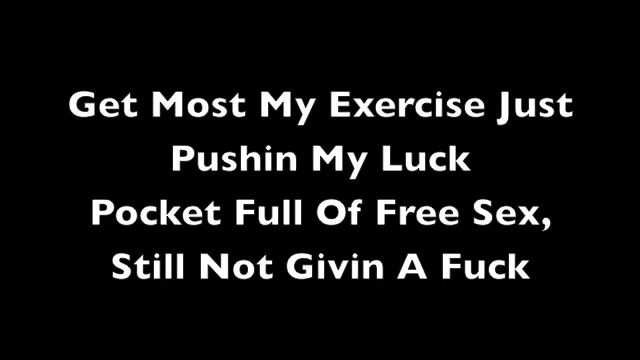 Get Most My Exercise Just
Pushin My Luck
Pocket Full Of Free Sex,
Still Not Givin A Fuck